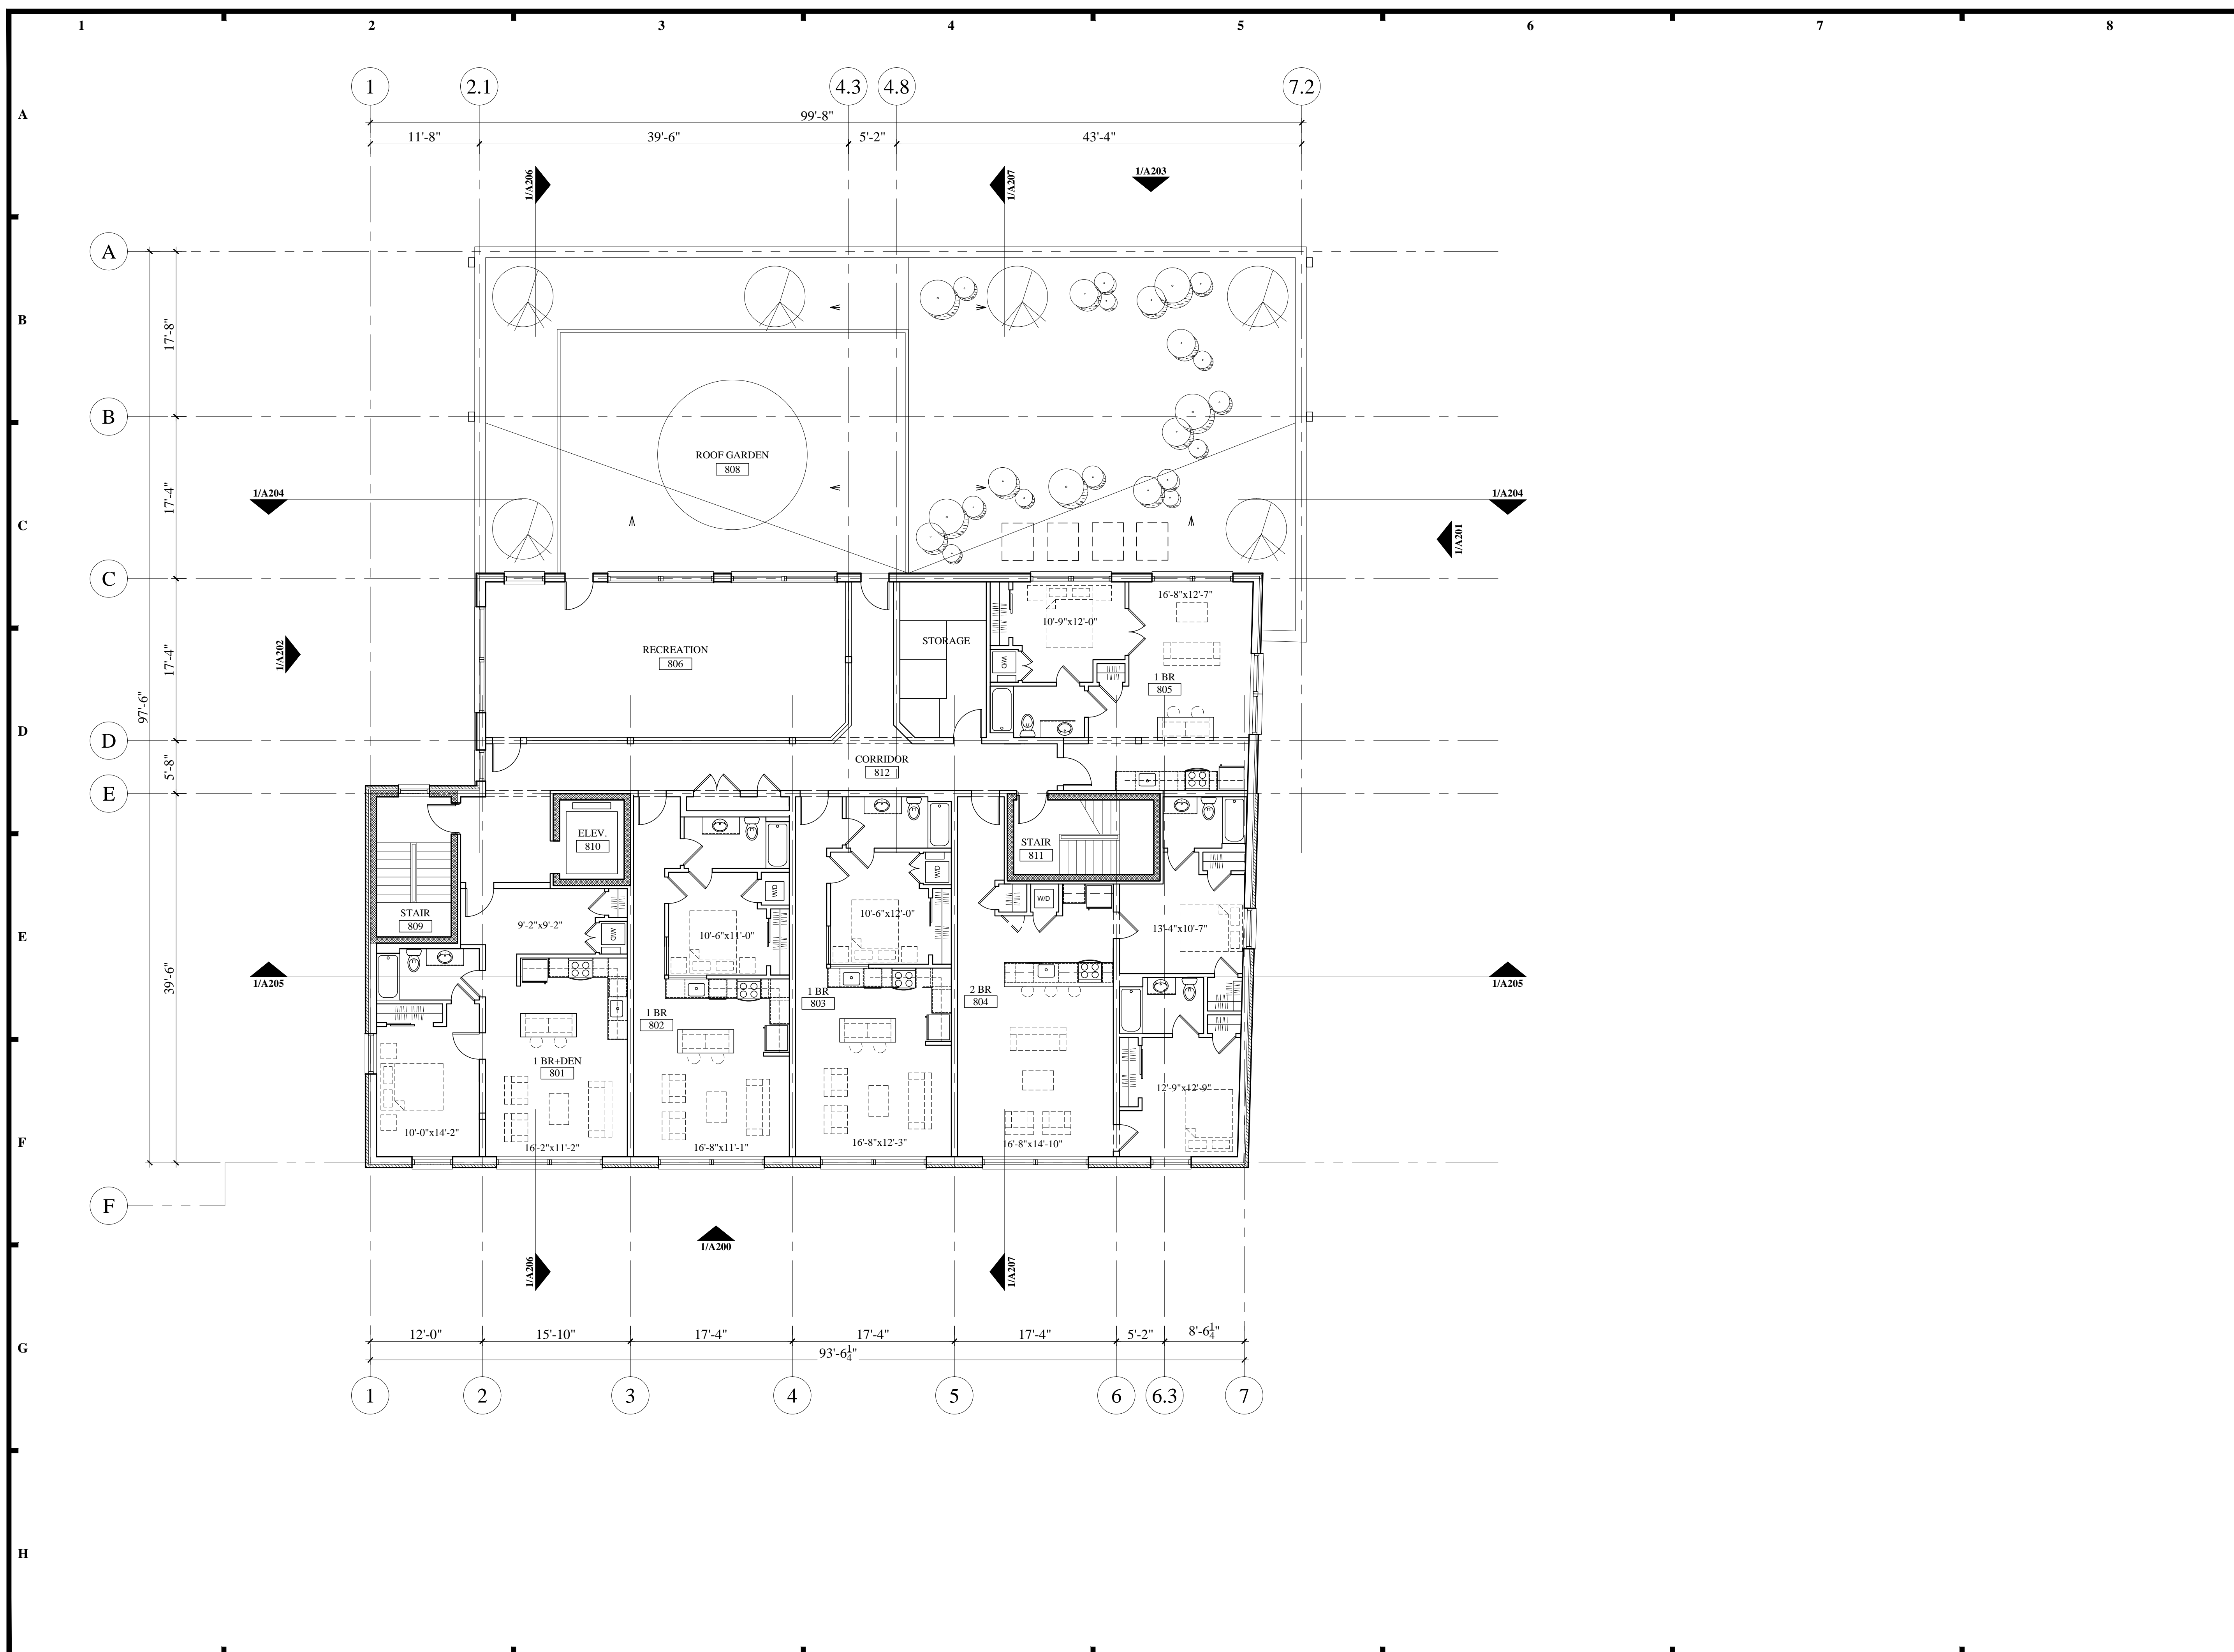 1 2 3 4 5 6 7 8
1 2.1 4.3 4.8 7.2
A
99'-8"
11'-8" 39'-6" 5'-2" 43'-4"
1/A206 1/A207 1/A203
A
B
17'-8"
B
ROOF GARDEN
808
17'-4"
1/A204 1/A204
C
1/A201
C
16'-8"x12'-7"
10'-9"x12'-0"
STORAGE
RECREATION
806
1/A202
17'-4"
W/D
1 BR
805
97'-6"
D
D
5'-8"
CORRIDOR
812
E
ELEV.
810
STAIR
811
W/D
W/D
W/D
STAIR
809
9'-2"x9'-2"
10'-6"x12'-0"
13'-4"x10'-7"
E
W/D
10'-6"x11'-0"
39'-6"
1/A205 1/A205
1 BR
803
2 BR
804
1 BR
802
1 BR+DEN
801
12'-9"x12'-9"
F
10'-0"x14'-2"
16'-2"x11'-2" 16'-8"x11'-1" 16'-8"x12'-3" 16'-8"x14'-10"
F
1/A200
1/A206 1/A207
12'-0" 15'-10" 17'-4" 17'-4" 17'-4" 5'-2" 8'-6¼"
G
93'-6¼"
1 2 3 4 5 6 6.3 7
H